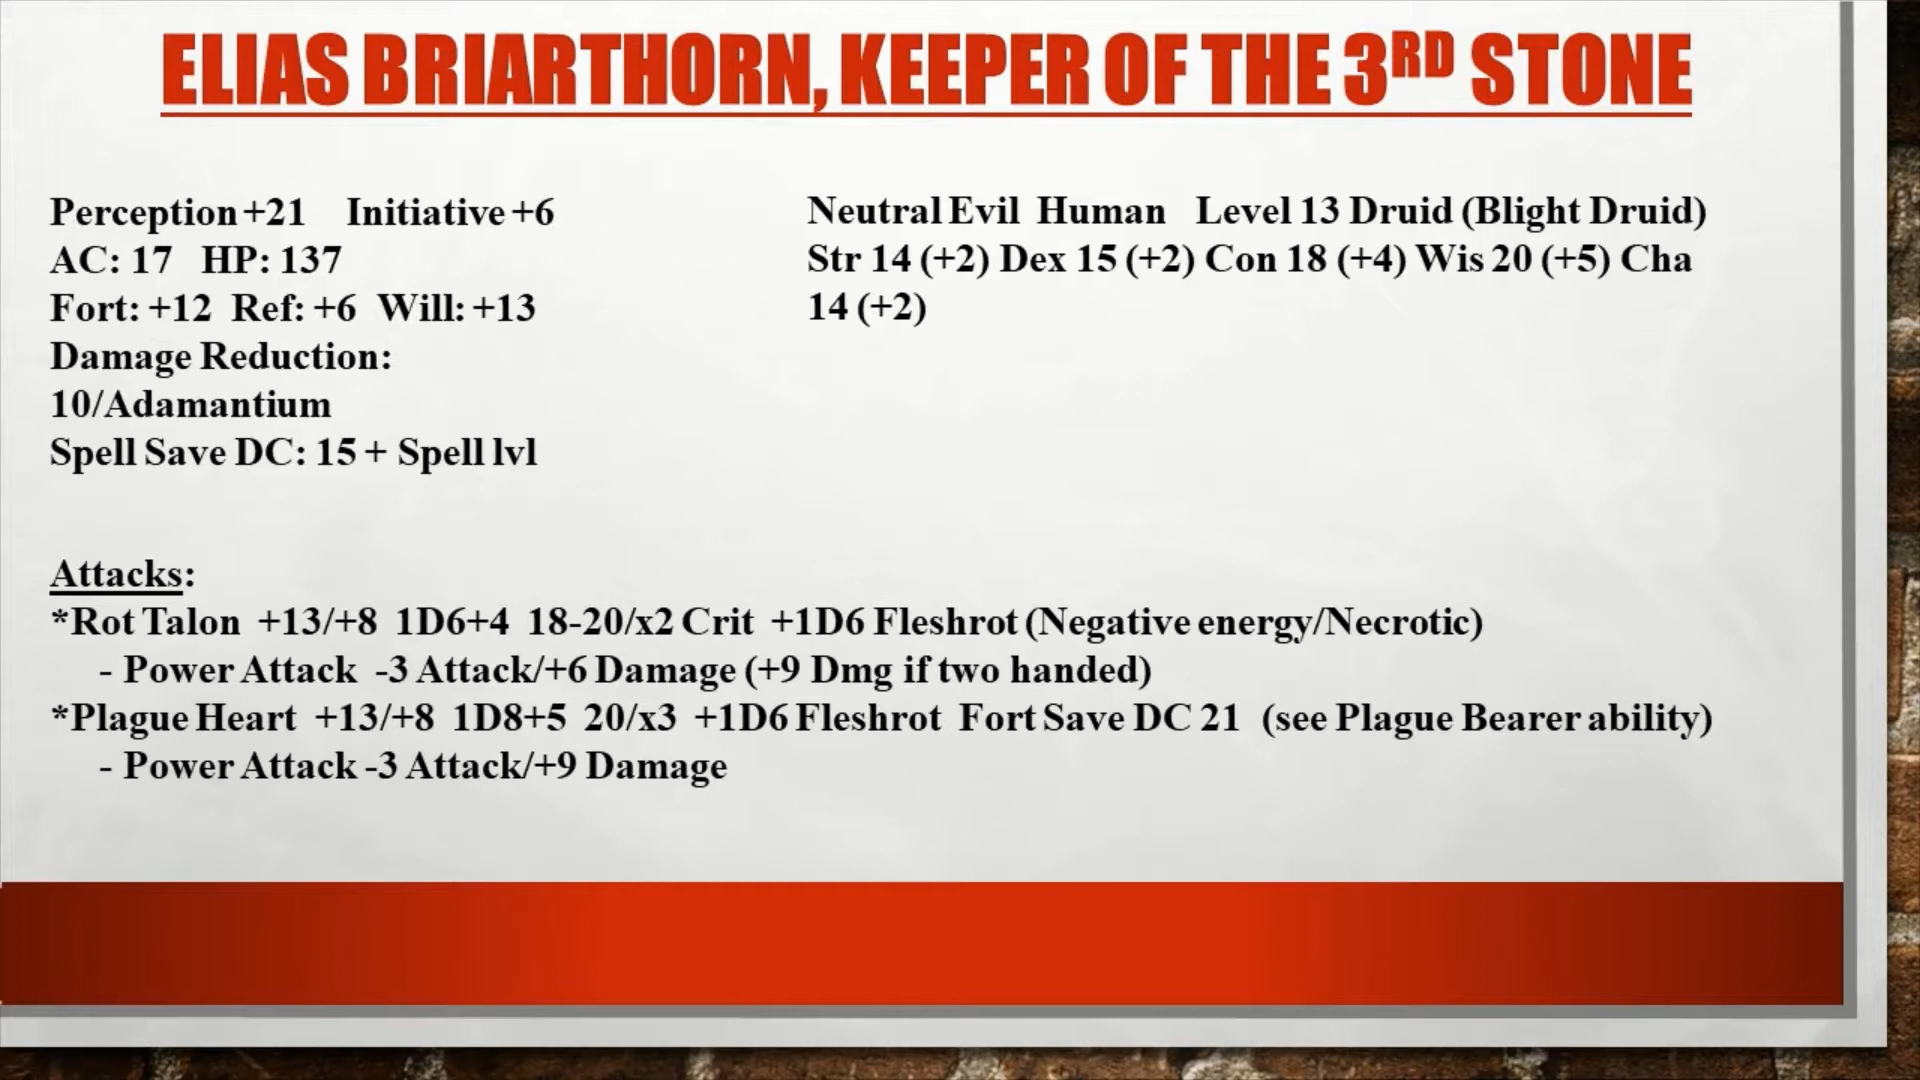 ELIAS BRIARTHORN, KEEPER OF THE 3RD STONE
Perception +21 Initiative +6
AC: 17 HP: 137
Fort: +12 Ref: +6 Will: +13
Damage Reduction:
10/Adamantium
Spell Save DC: 15 + Spell lvl
Neutral Evil Human Level 13 Druid (Blight Druid)
Str 14 (+2) Dex 15 (+2) Con 18 (+4) Wis 20 (+5) Cha
14 (+2)
Attacks:
*Rot Talon +13/+8 1D6+4 18-20/x2 Crit +1D6 Fleshrot (Negative energy/Necrotic)
- Power Attack -3 Attack/+6 Damage (+9 Dmg if two handed)
*Plague Heart +13/+8 1D8+5 20/x3 +1D6 Fleshrot Fort Save DC 21 (see Plague Bearer ability)
- Power Attack -3 Attack/+9 Damage